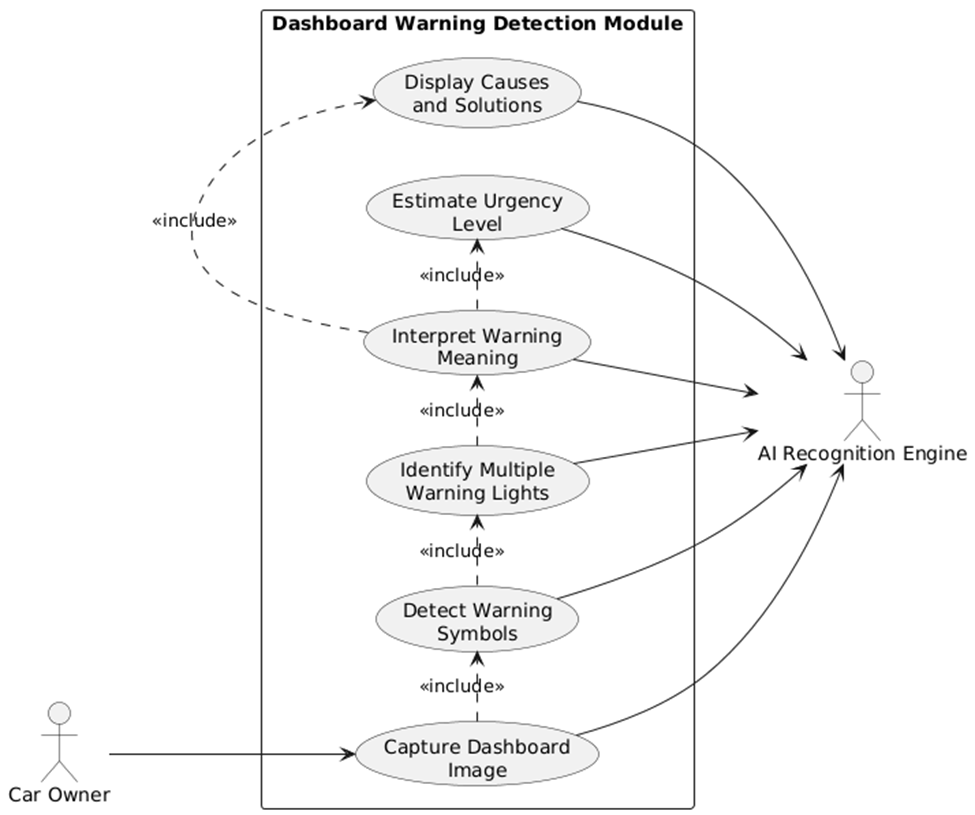 Dashboard Warning Detection Module
Display Causes
and Solutions
«include»
Estimate Urgency
Level
«include»
Interpret Warning
Meaning
«include»
Identify Multiple
Warning Lights
«include»
Detect Warning
Symbols
«include»
Capture Dashboard
Image
AI Recognition Engine
Car Owner